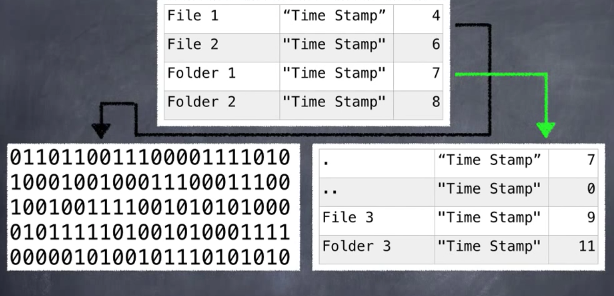 File 1 “Time Stamp” 4
File 2 "Time Stamp" 6
Folder 1 "Time Stamp" 7
Folder 2 "Time Stamp" 8
0110110011100001111010
1000100100011100011100
1001001111001010101000
0101111101001010001111
0000010100101110101010
. “Time Stamp” 7
.. "Time Stamp" 0
File 3 "Time Stamp" 9
Folder 3 "Time Stamp" 11